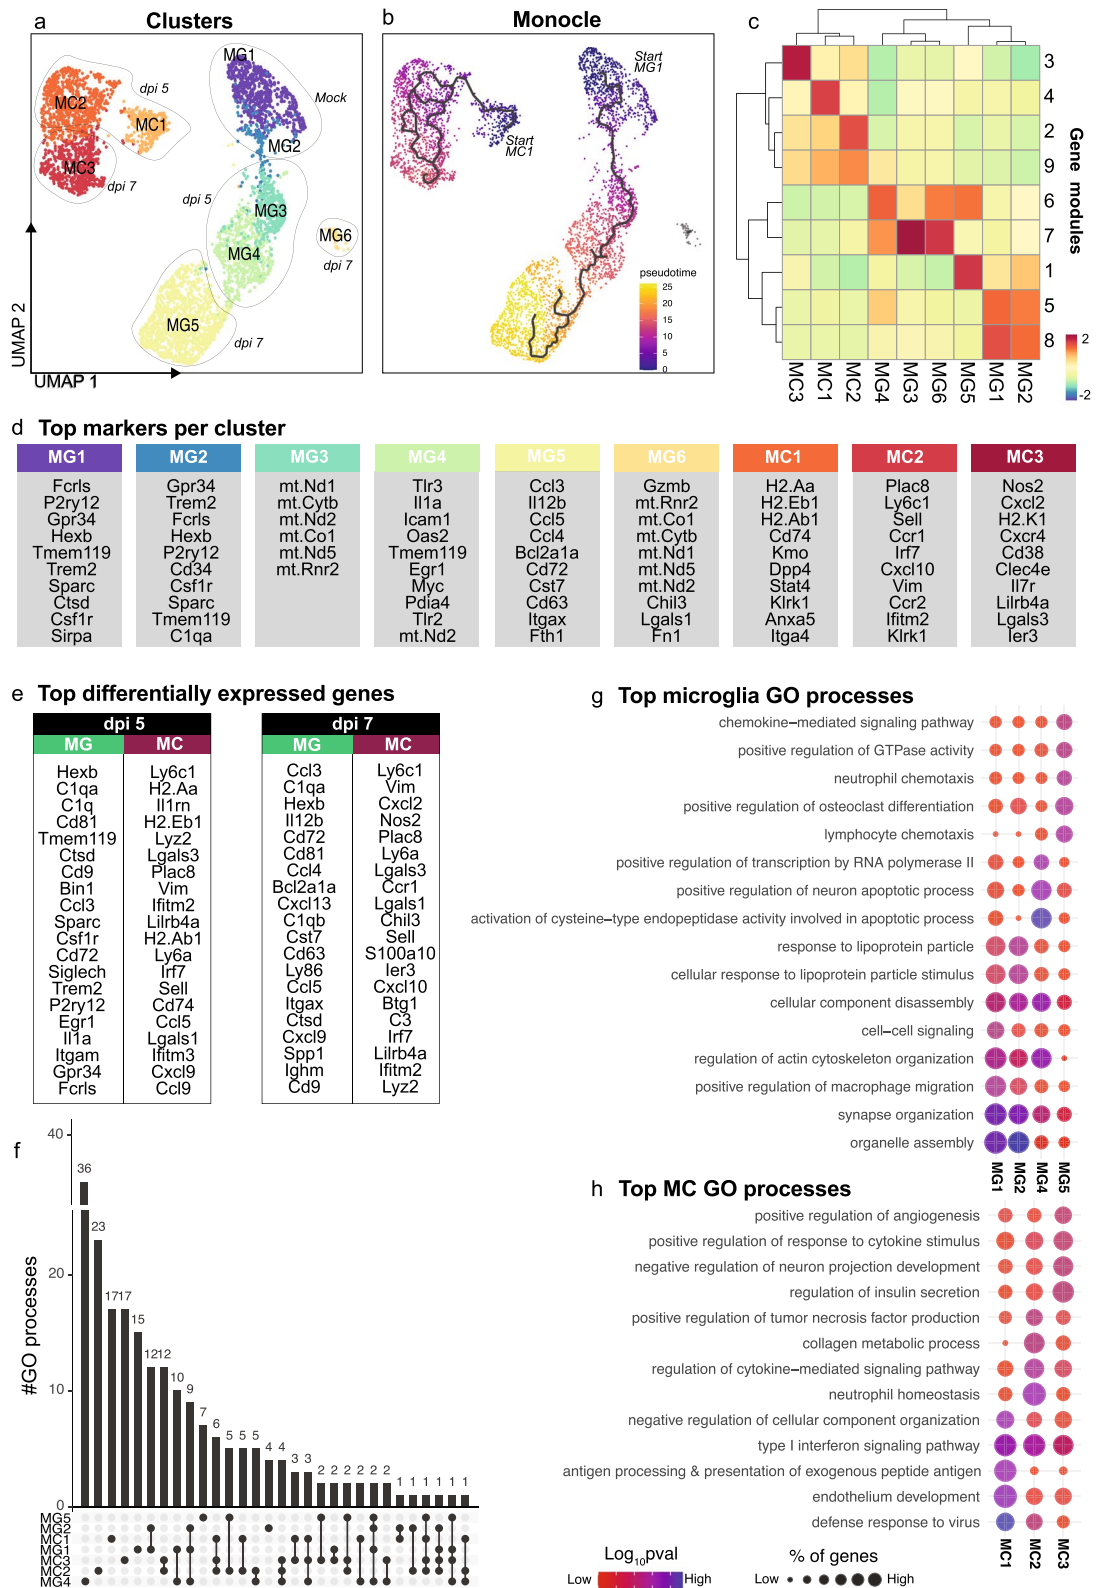 a Clusters
MG1
dpi 5
MC2
MC1
Mock
MG2
MC3
dpi 7
dpi 5
MG3
MG4
MG6
dpi 7
MG5
dpi 7
UMAP 2
UMAP 1
b Monocle
Start
MG1
Start
MC1
pseudotime
25
20
15
10
5
0
c
3
4
2
9
6
7
1
5
8
Gene modules
MC3 MC1 MC2 MG4 MG3 MG6 MG5 MG1 MG2
2
-2
d Top markers per cluster
MG1 MG2 MG3 MG4 MG5 MG6 MC1 MC2 MC3
Fcrls Gpr34 mt.Nd1 Tlr3 Ccl3 Gzmb H2.Aa Plac8 Nos2
P2ry12 Trem2 mt.Cytb Il1a Il12b mt.Rnr2 H2.Eb1 Ly6c1 Cxcl2
Gpr34 Fcrls mt.Nd2 Icam1 Ccl5 mt.Co1 H2.Ab1 Sell H2.K1
Hexb Hexb mt.Co1 Oas2 Ccl4 mt.Cytb Cd74 Ccr1 Cxcr4
Tmem119 P2ry12 mt.Nd5 Tmem119 Bcl2a1a mt.Nd1 Kmo Irf7 Cd38
Trem2 Cd34 mt.Rnr2 Egr1 Cd72 mt.Nd5 Dpp4 Cxcl10 Clec4e
Sparc Csf1r Myc Cst7 mt.Nd2 Stat4 Vim Il7r
Ctsd Sparc Pdia4 Cd63 Chil3 Klrk1 Ccr2 Lilrb4a
Csf1r Tmem119 Tlr2 Itgax Lgals1 Anxa5 Ifitm2 Lgals3
Sirpa C1qa mt.Nd2 Fth1 Fn1 Itga4 Klrk1 Ier3
e Top differentially expressed genes
dpi 5
MG MC
Hexb Ly6c1
C1qa H2.Aa
C1q Il1rn
Cd81 H2.Eb1
Tmem119 Lyz2
Ctsd Lgals3
Cd9 Plac8
Bin1 Vim
Ccl3 Ifitm2
Sparc Lilrb4a
Csf1r H2.Ab1
Cd72 Ly6a
Siglech Irf7
Trem2 Sell
P2ry12 Cd74
Egr1 Ccl5
Il1a Lgals1
Itgam Ifitm3
Gpr34 Cxcl9
Fcrls Ccl9
dpi 7
MG MC
Ccl3 Ly6c1
C1qa Vim
Hexb Cxcl2
Il12b Nos2
Cd72 Plac8
Cd81 Ly6a
Ccl4 Lgals3
Bcl2a1a Ccr1
Cxcl13 Lgals1
C1qb Chil3
Cst7 Sell
Cd63 S100a10
Ly86 Ier3
Ccl5 Cxcl10
Itgax Btg1
Ctsd C3
Cxcl9 Irf7
Spp1 Lilrb4a
Ighm Ifitm2
Cd9 Lyz2
f
#GO processes
40
20
10
0
36 23 17 17 15 12 12 10 9 7 6 5 5 5 4 4 3 3 2 2 2 2 2 2 1 1 1 1 1 1
MG5
MG2
MC1
MG1
MC3
MC2
MG4
g Top microglia GO processes
chemokine−mediated signaling pathway
positive regulation of GTPase activity
neutrophil chemotaxis
positive regulation of osteoclast differentiation
lymphocyte chemotaxis
positive regulation of transcription by RNA polymerase II
positive regulation of neuron apoptotic process
activation of cysteine−type endopeptidase activity involved in apoptotic process
response to lipoprotein particle
cellular response to lipoprotein particle stimulus
cellular component disassembly
cell−cell signaling
regulation of actin cytoskeleton organization
positive regulation of macrophage migration
synapse organization
organelle assembly
MG1 MG2 MG4 MG5
h Top MC GO processes
positive regulation of angiogenesis
positive regulation of response to cytokine stimulus
negative regulation of neuron projection development
regulation of insulin secretion
positive regulation of tumor necrosis factor production
collagen metabolic process
regulation of cytokine−mediated signaling pathway
neutrophil homeostasis
negative regulation of cellular component organization
type I interferon signaling pathway
antigen processing & presentation of exogenous peptide antigen
endothelium development
defense response to virus
MC1 MC2 MC3
Log10pval
Low High
% of genes
Low High